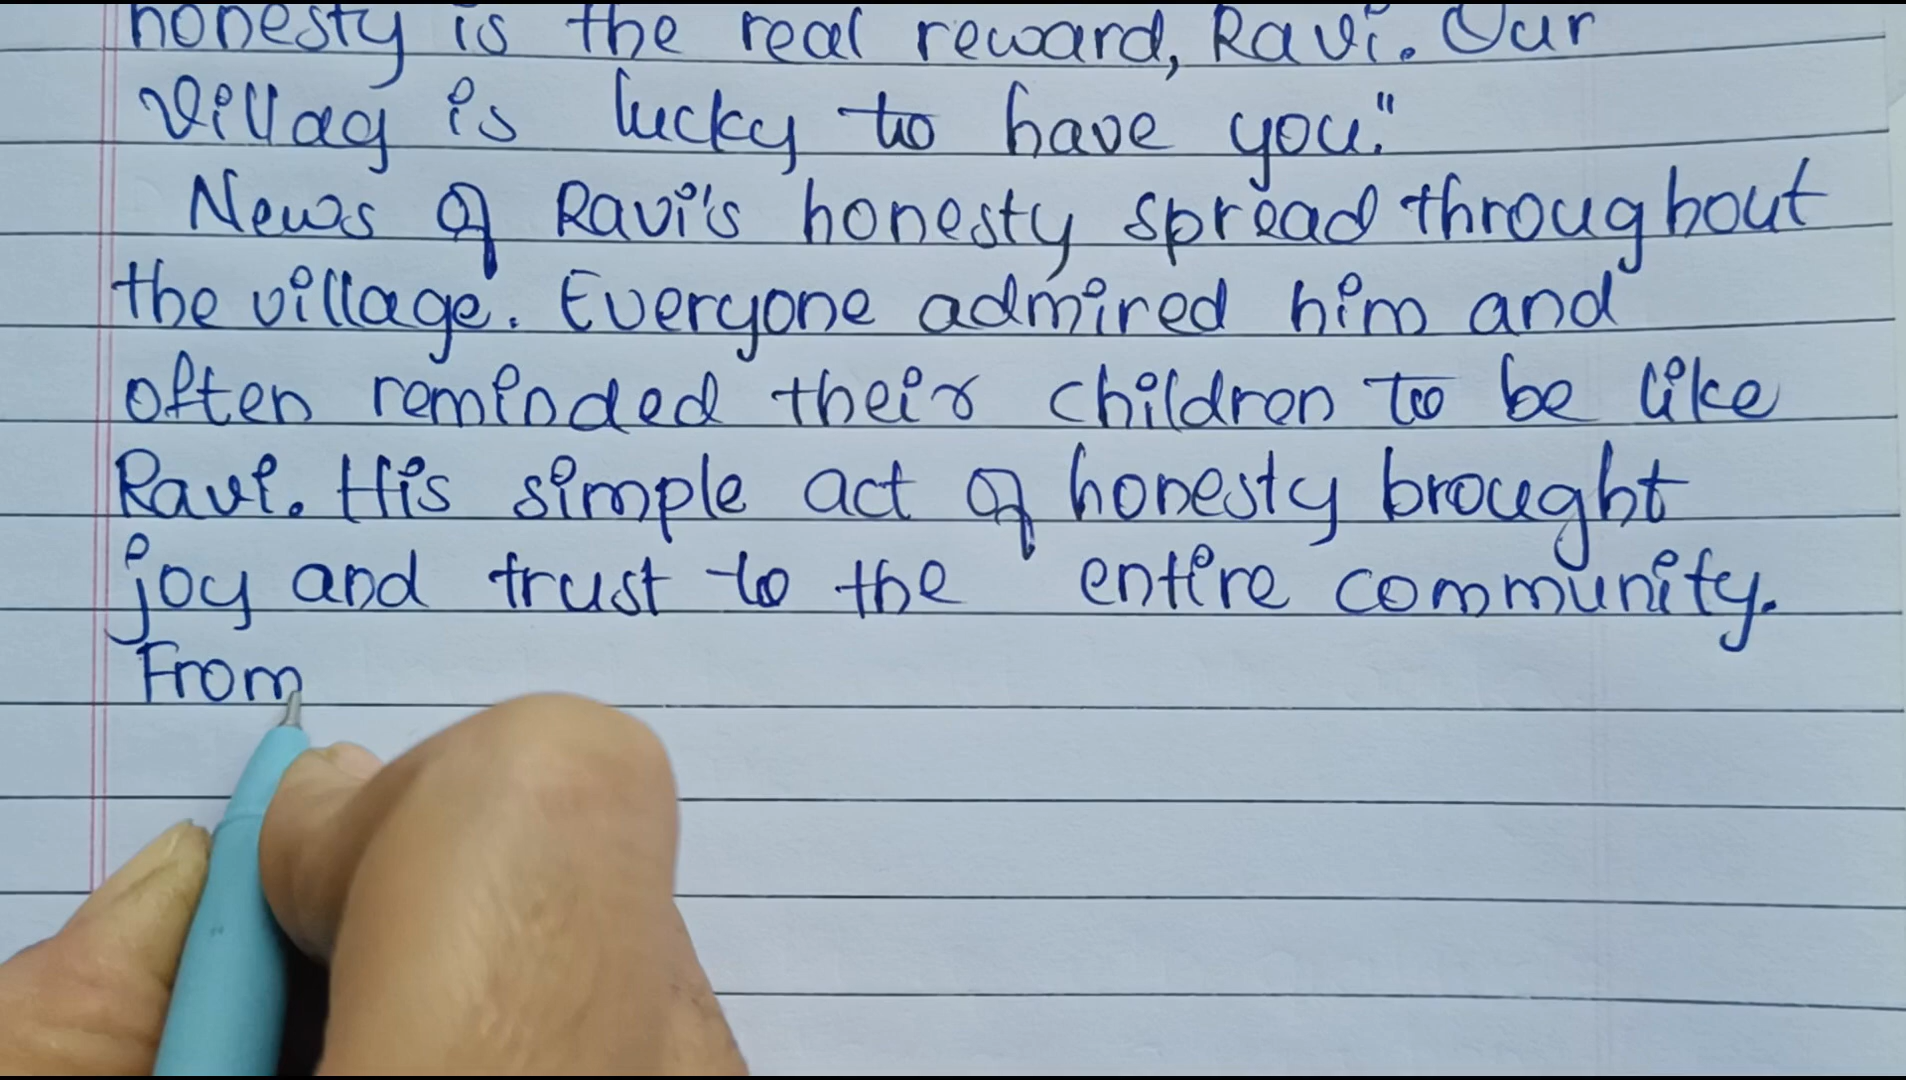 honesty is the real reward, Ravi. Our
Villag is lucky to have you."
News of Ravi's honesty spread throughout
the village. Everyone admired him and
often reminded their children to be like
Ravi. His simple act of honesty brought
joy and trust to the entire community.
From